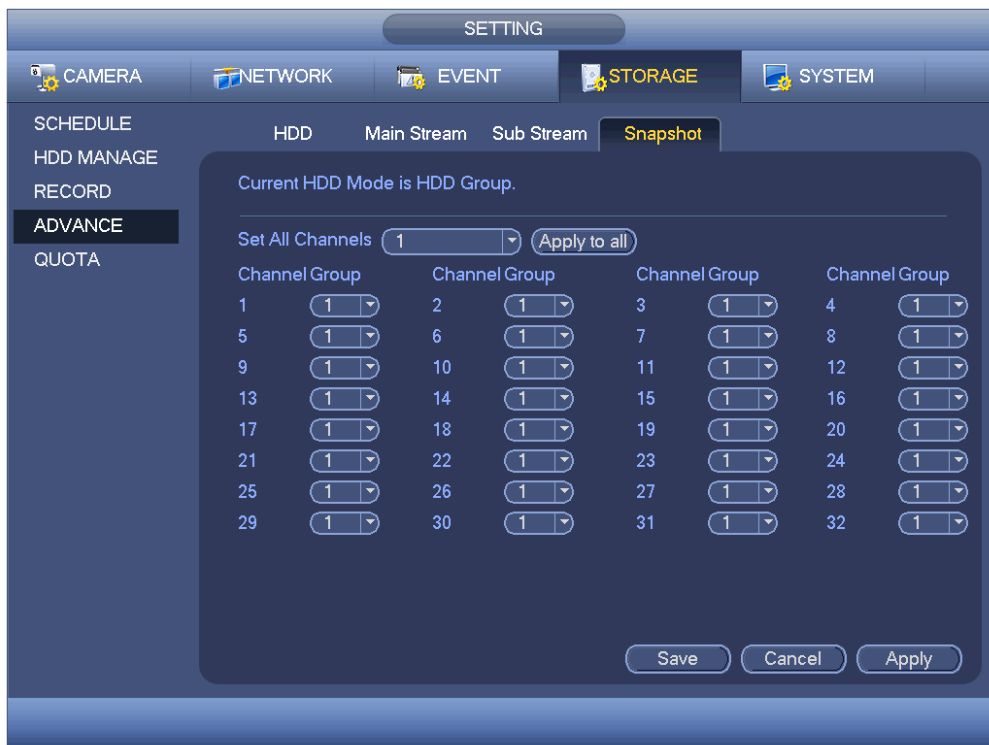 SETTING
CAMERA NETWORK EVENT STORAGE SYSTEM
SCHEDULE
HDD MANAGE
RECORD
ADVANCE
QUOTA
HDD Main Stream Sub Stream Snapshot
Current HDD Mode is HDD Group.
Set All Channels 1 Apply to all
Channel Group Channel Group Channel Group Channel Group
1 1 2 1 3 1 4 1
5 1 6 1 7 1 8 1
9 1 10 1 11 1 12 1
13 1 14 1 15 1 16 1
17 1 18 1 19 1 20 1
21 1 22 1 23 1 24 1
25 1 26 1 27 1 28 1
29 1 30 1 31 1 32 1
Save Cancel Apply